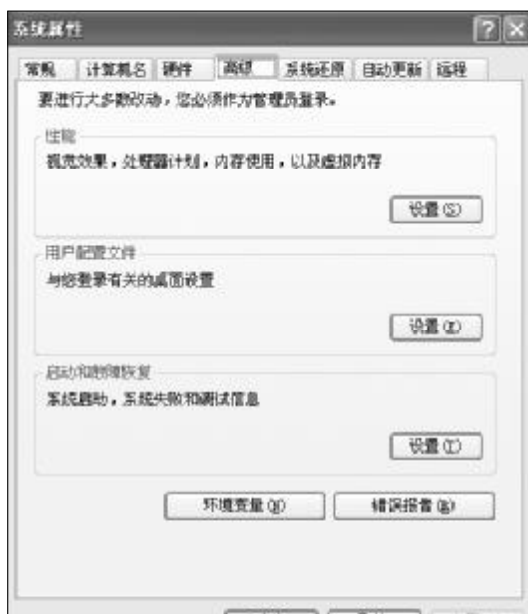 系统属性
常规 计算机名 硬件 高级 系统还原 自动更新 远程
要进行大多数改动，您必须作为管理员登录。
性能
视觉效果，处理器计划，内存使用，以及虚拟内存
设置(S)
用户配置文件
与您登录有关的桌面设置
设置(E)
启动和故障恢复
系统启动，系统失败和调试信息
设置(T)
环境变量(N) 错误报告(R)